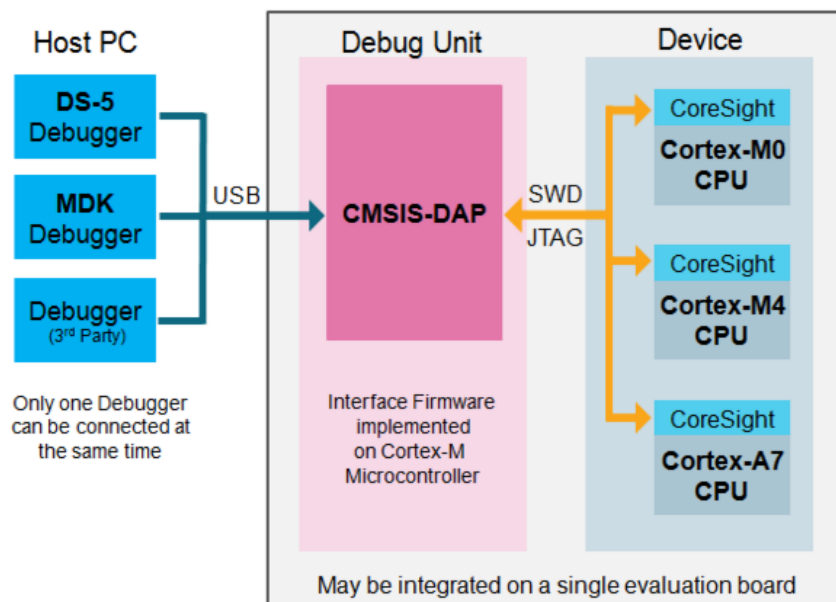 Host PC
DS-5
Debugger
MDK
Debugger
Debugger
(3rd Party)
Only one Debugger
can be connected at
the same time
USB
Debug Unit
CMSIS-DAP
Interface Firmware
implemented
on Cortex-M
Microcontroller
SWD
JTAG
Device
CoreSight
Cortex-M0
CPU
CoreSight
Cortex-M4
CPU
CoreSight
Cortex-A7
CPU
May be integrated on a single evaluation board